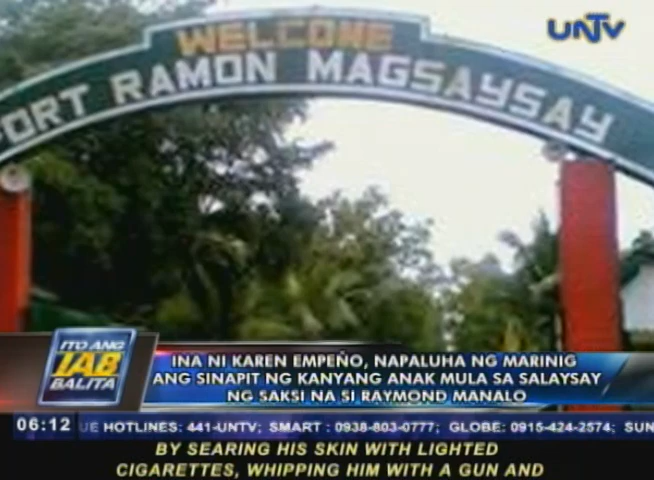 UNTV
WELCOME
FORT RAMON MAGSAYSAY
ITO ANG
IAB
BALITA
INA NI KAREN EMPEÑO, NAPALUHA NG MARINIG
ANG SINAPIT NG KANYANG ANAK MULA SA SALAYSAY
NG SAKSI NA SI RAYMOND MANALO
06:12 UE HOTLINES: 441-UNTV; SMART : 0938-803-0777; GLOBE: 0915-424-2574; SUN
BY SEARING HIS SKIN WITH LIGHTED
CIGARETTES, WHIPPING HIM WITH A GUN AND